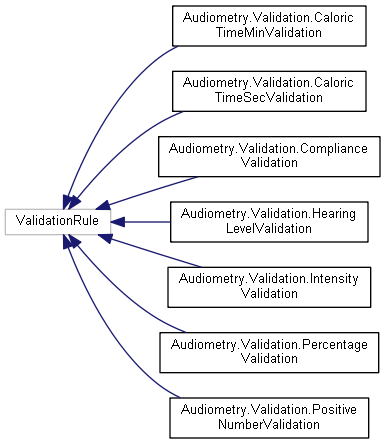 Audiometry.Validation.Caloric
TimeMinValidation
Audiometry.Validation.Caloric
TimeSecValidation
Audiometry.Validation.Compliance
Validation
ValidationRule
Audiometry.Validation.Hearing
LevelValidation
Audiometry.Validation.Intensity
Validation
Audiometry.Validation.Percentage
Validation
Audiometry.Validation.Positive
NumberValidation